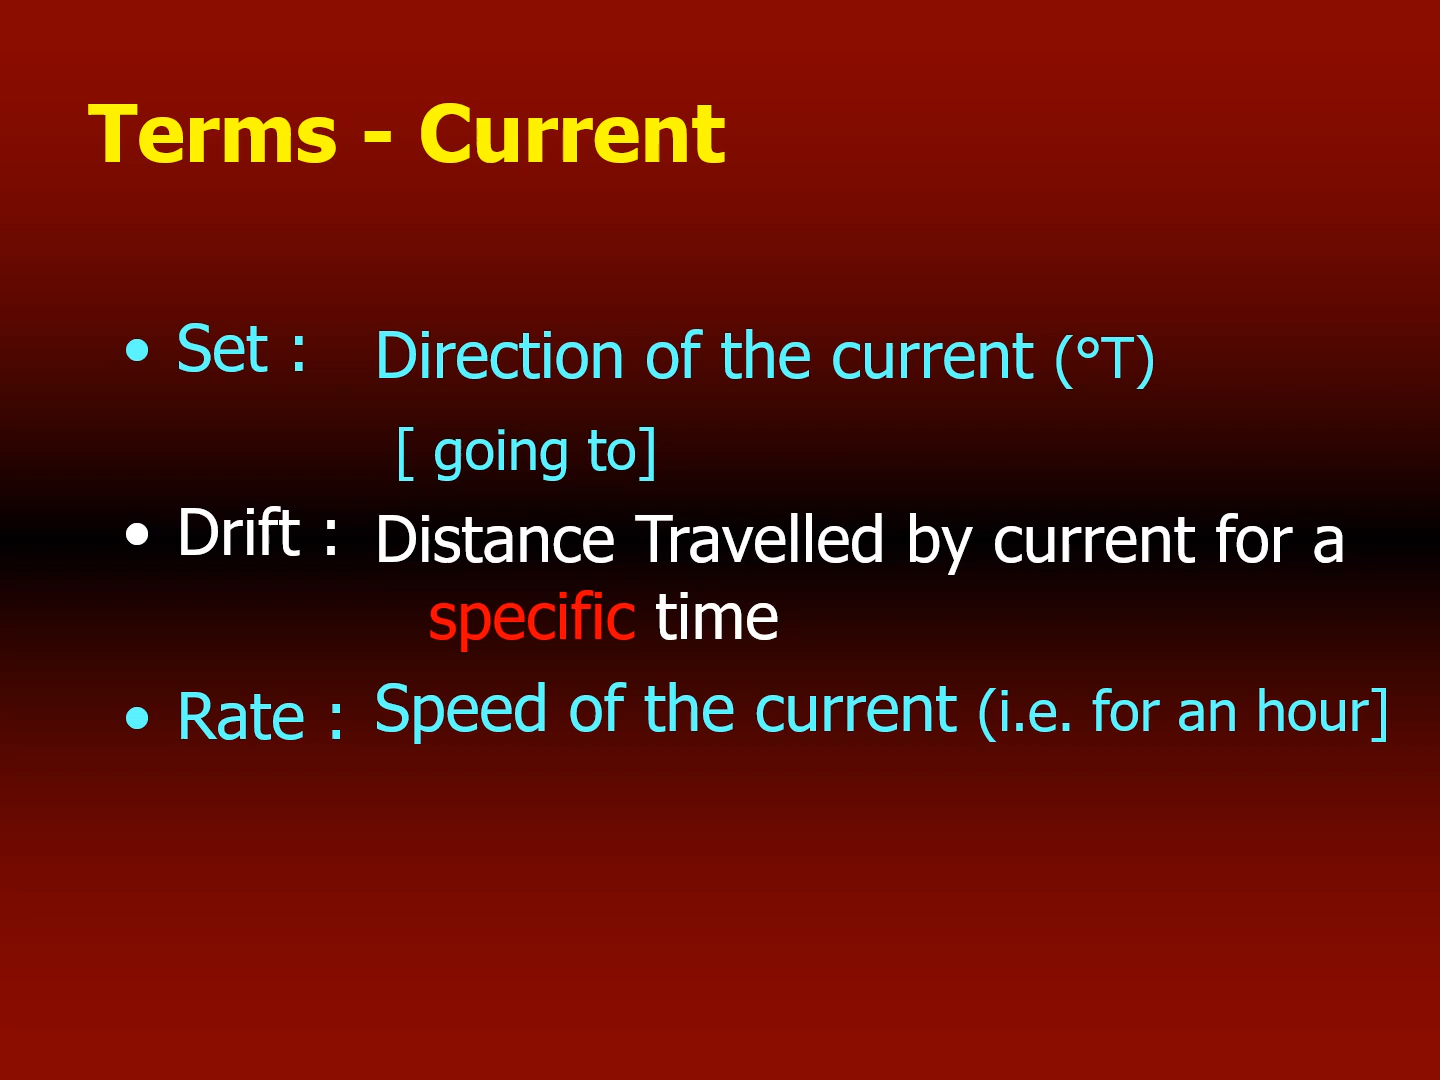 Terms - Current
• Set : Direction of the current (°T)
[ going to]
• Drift : Distance Travelled by current for a
specific time
• Rate : Speed of the current (i.e. for an hour]